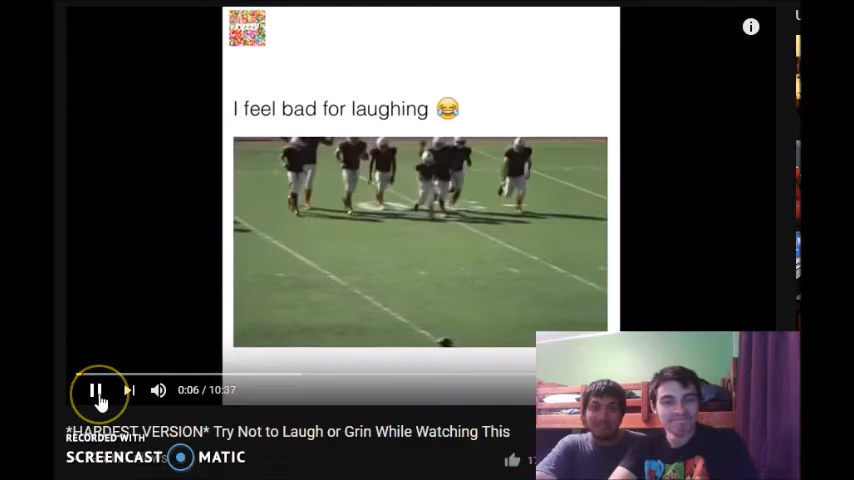 I feel bad for laughing 😂
0:06 / 10:37
*HARDEST VERSION* Try Not to Laugh or Grin While Watching This
RECORDED WITH
SCREENCAST MATIC